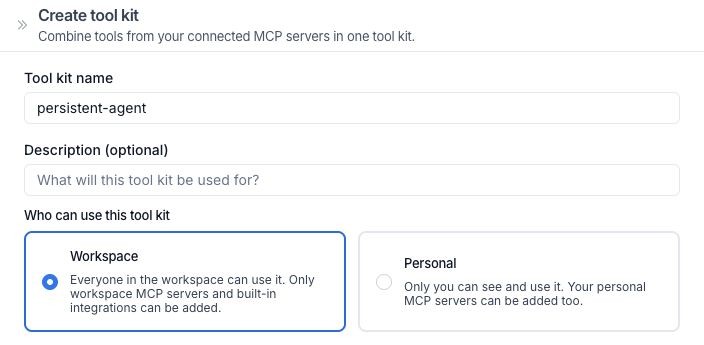 Create tool kit
Combine tools from your connected MCP servers in one tool kit.
Tool kit name
persistent-agent
Description (optional)
What will this tool kit be used for?
Who can use this tool kit
Workspace
Everyone in the workspace can use it. Only
workspace MCP servers and built-in
integrations can be added.
Personal
Only you can see and use it. Your personal
MCP servers can be added too.